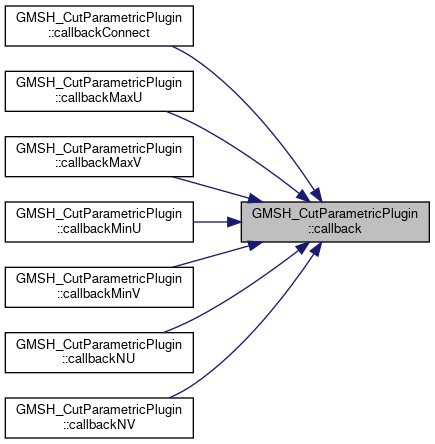 GMSH_CutParametricPlugin
::callbackConnect
GMSH_CutParametricPlugin
::callbackMaxU
GMSH_CutParametricPlugin
::callbackMaxV
GMSH_CutParametricPlugin
::callbackMinU
GMSH_CutParametricPlugin
::callback
GMSH_CutParametricPlugin
::callbackMinV
GMSH_CutParametricPlugin
::callbackNU
GMSH_CutParametricPlugin
::callbackNV